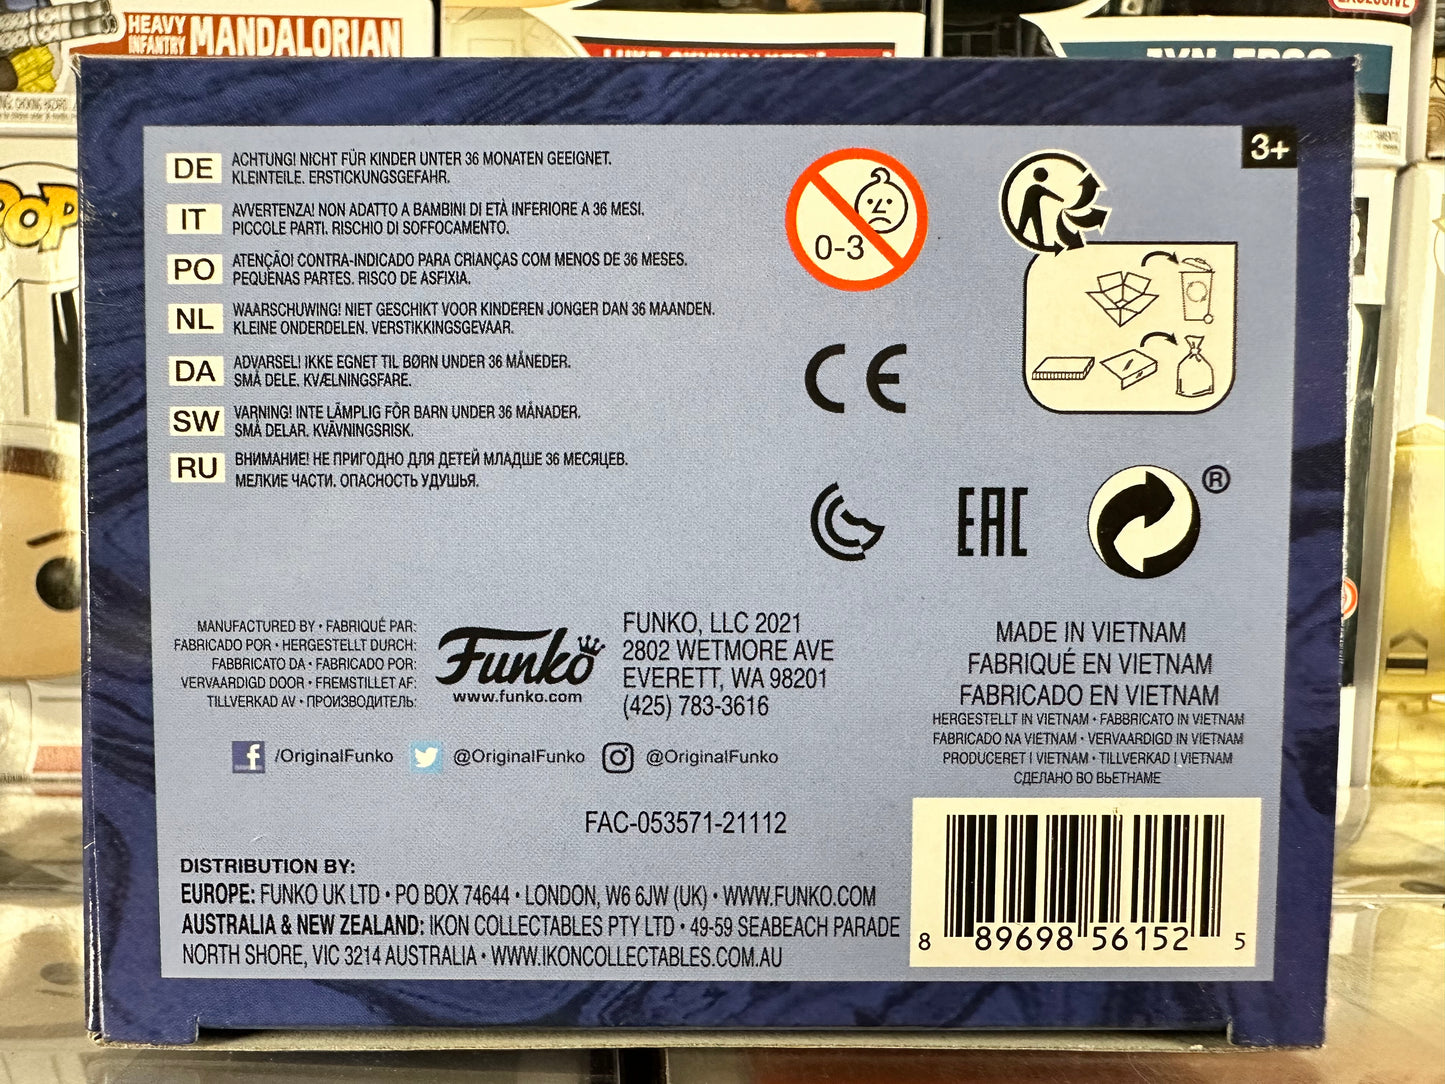 HEAVY
INFANTRY MANDALORIAN
POP
3+
DE ACHTUNG! NICHT FÜR KINDER UNTER 36 MONATEN GEEIGNET.
KLEINTEILE. ERSTICKUNGSGEFAHR.
IT AVVERTENZA! NON ADATTO A BAMBINI DI ETÀ INFERIORE A 36 MESI.
PICCOLE PARTI. RISCHIO DI SOFFOCAMENTO.
PO ATENÇÃO! CONTRA-INDICADO PARA CRIANÇAS COM MENOS DE 36 MESES.
PEQUENAS PARTES. RISCO DE ASFIXIA.
NL WAARSCHUWING! NIET GESCHIKT VOOR KINDEREN JONGER DAN 36 MAANDEN.
KLEINE ONDERDELEN. VERSTIKKINGSGEVAAR.
DA ADVARSEL! IKKE EGNET TIL BØRN UNDER 36 MÅNEDER.
SMÅ DELE. KVÆLNINGSFARE.
SW VARNING! INTE LÄMPLIG FÖR BARN UNDER 36 MÅNADER.
SMÅ DELAR. KVÄVNINGSRISK.
RU ВНИМАНИЕ! НЕ ПРИГОДНО ДЛЯ ДЕТЕЙ МЛАДШЕ 36 МЕСЯЦЕВ.
МЕЛКИЕ ЧАСТИ. ОПАСНОСТЬ УДУШЬЯ.
0-3
CE
EAC
®
MANUFACTURED BY • FABRIQUÉ PAR:
FABRICADO POR • HERGESTELLT DURCH:
FABBRICATO DA • FABRICADO POR:
VERVAARDIGD DOOR • FREMSTILLET AF:
TILLVERKAD AV • ПРОИЗВОДИТЕЛЬ:
Funko
www.funko.com
FUNKO, LLC 2021
2802 WETMORE AVE
EVERETT, WA 98201
(425) 783-3616
MADE IN VIETNAM
FABRIQUÉ EN VIETNAM
FABRICADO EN VIETNAM
HERGESTELLT IN VIETNAM • FABBRICATO IN VIETNAM
FABRICADO NA VIETNAM • VERVAARDIGD IN VIETNAM
PRODUCERET I VIETNAM • TILLVERKAD I VIETNAM
СДЕЛАНО ВО ВЬЕТНАМЕ
/OriginalFunko @OriginalFunko @OriginalFunko
FAC-053571-21112
DISTRIBUTION BY:
EUROPE: FUNKO UK LTD • PO BOX 74644 • LONDON, W6 6JW (UK) • WWW.FUNKO.COM
AUSTRALIA & NEW ZEALAND: IKON COLLECTABLES PTY LTD • 49-59 SEABEACH PARADE
NORTH SHORE, VIC 3214 AUSTRALIA • WWW.IKONCOLLECTABLES.COM.AU
8 89698 56152 5